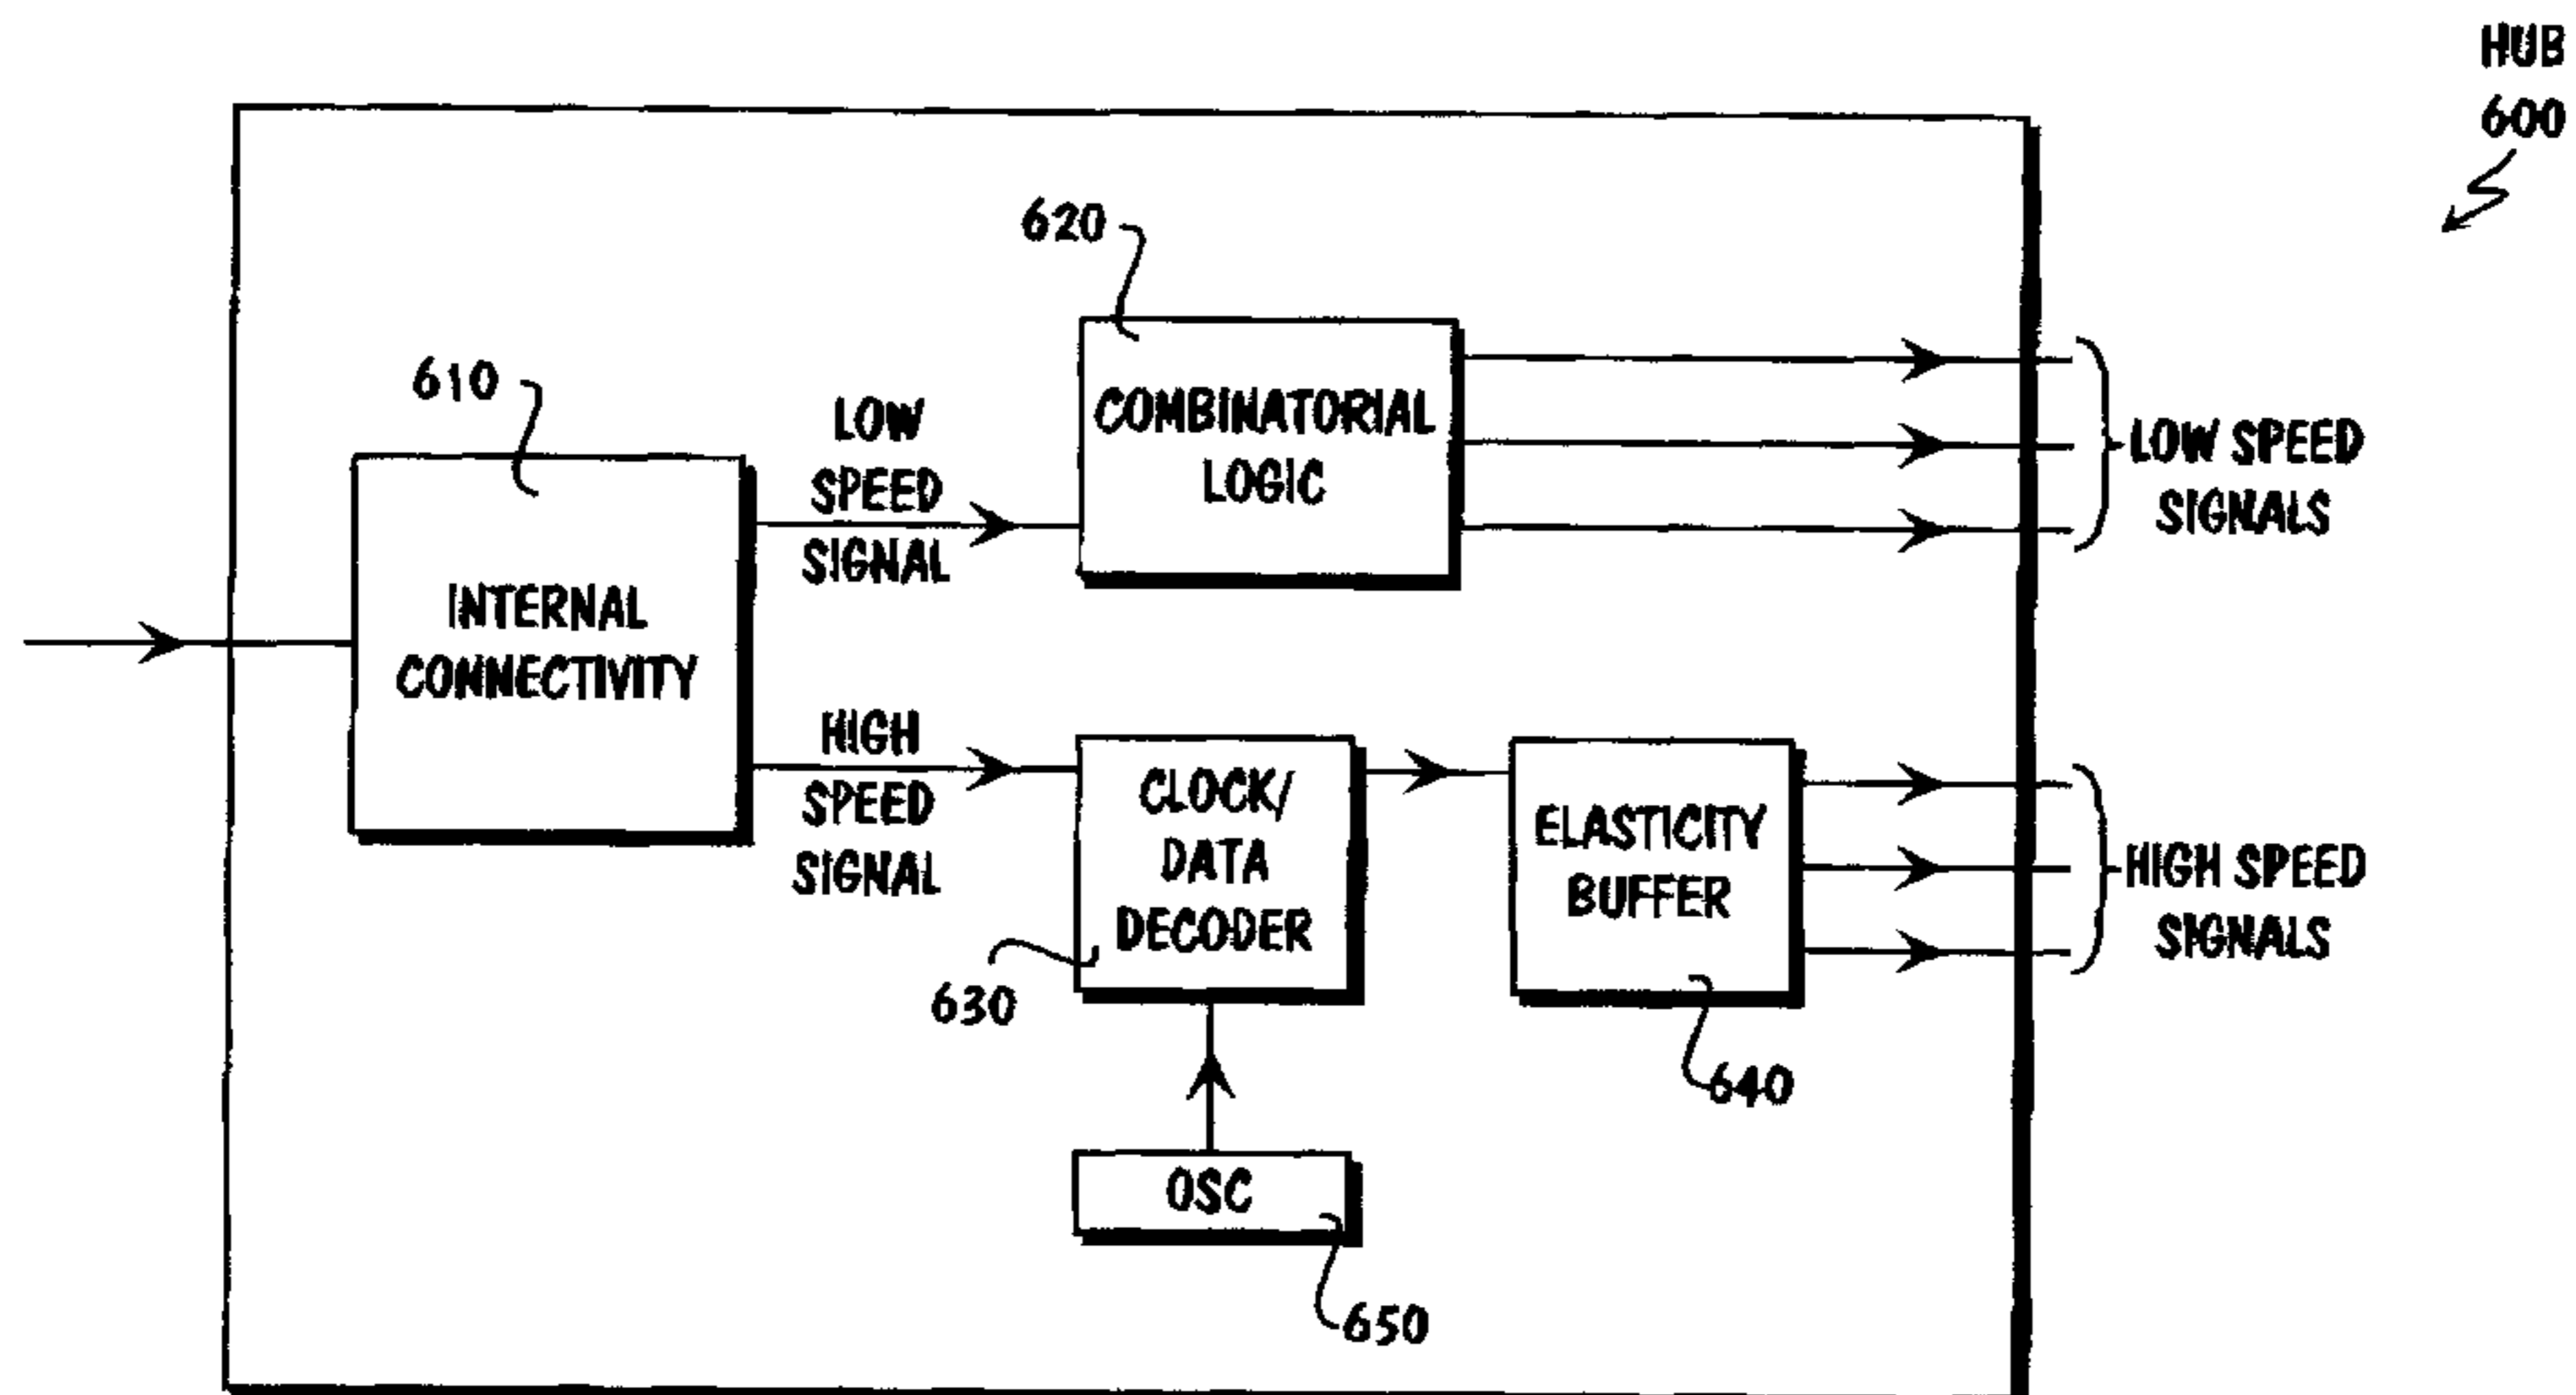 HUB
600
620
610
LOW
SPEED
SIGNAL
COMBINATORIAL
LOGIC
LOW SPEED
SIGNALS
INTERNAL
CONNECTIVITY
HIGH
SPEED
SIGNAL
CLOCK/
DATA
DECODER
630
ELASTICITY
BUFFER
640
HIGH SPEED
SIGNALS
OSC
650